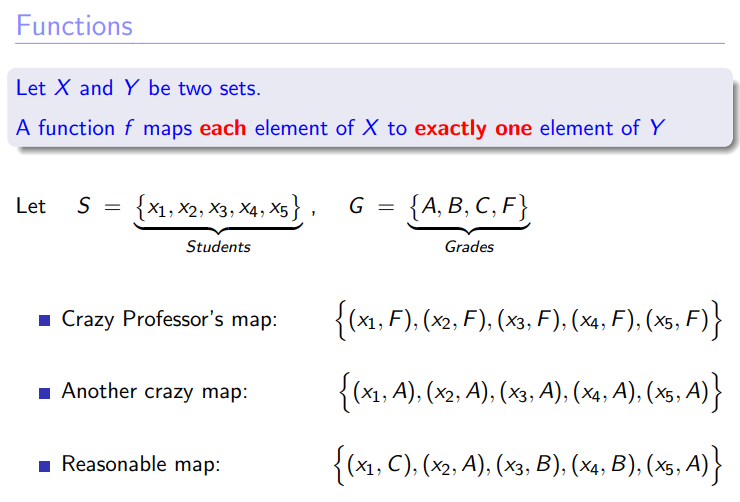 Functions
Let X and Y be two sets.
A function f maps each element of X to exactly one element of Y
Let S = {x₁, x₂, x₃, x₄, x₅} , G = {A, B, C, F}
Students Grades
Crazy Professor's map: {(x₁, F), (x₂, F), (x₃, F), (x₄, F), (x₅, F)}
Another crazy map: {(x₁, A), (x₂, A), (x₃, A), (x₄, A), (x₅, A)}
Reasonable map: {(x₁, C), (x₂, A), (x₃, B), (x₄, B), (x₅, A)}